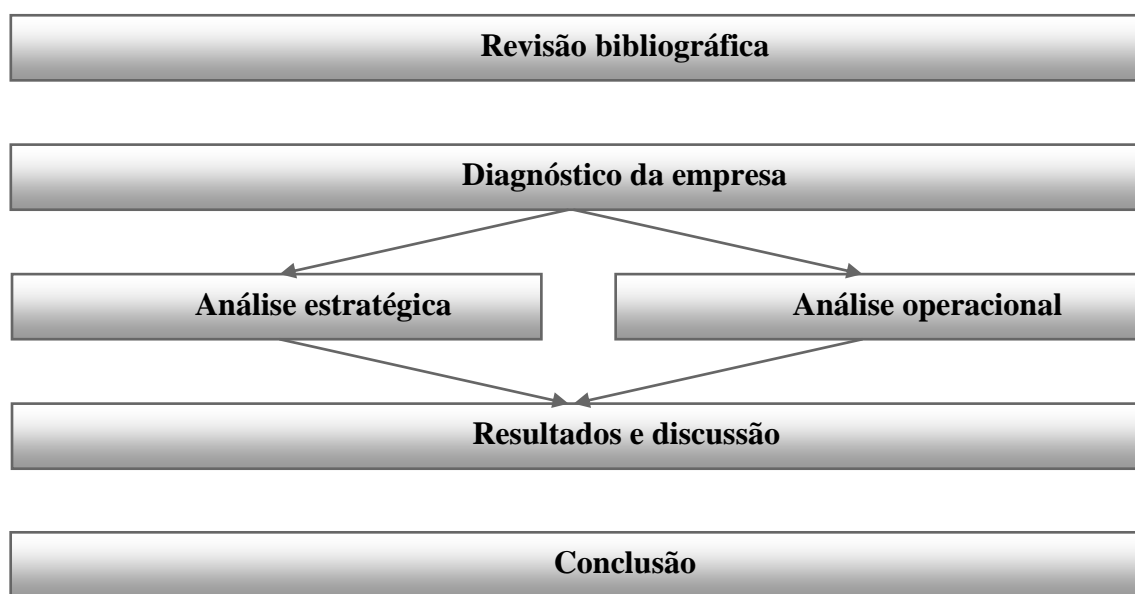 Revisão bibliográfica
Diagnóstico da empresa
Análise estratégica
Análise operacional
Resultados e discussão
Conclusão